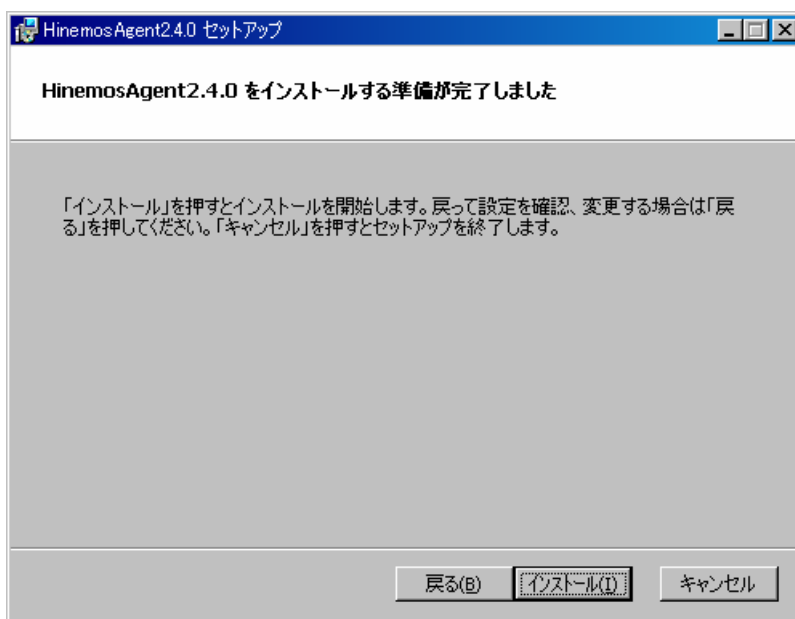 HinemosAgent2.4.0 セットアップ
HinemosAgent2.4.0 をインストールする準備が完了しました
「インストール」を押すとインストールを開始します。戻って設定を確認、変更する場合は「戻
る」を押してください。「キャンセル」を押すとセットアップを終了します。
戻る(B) インストール(I) キャンセル